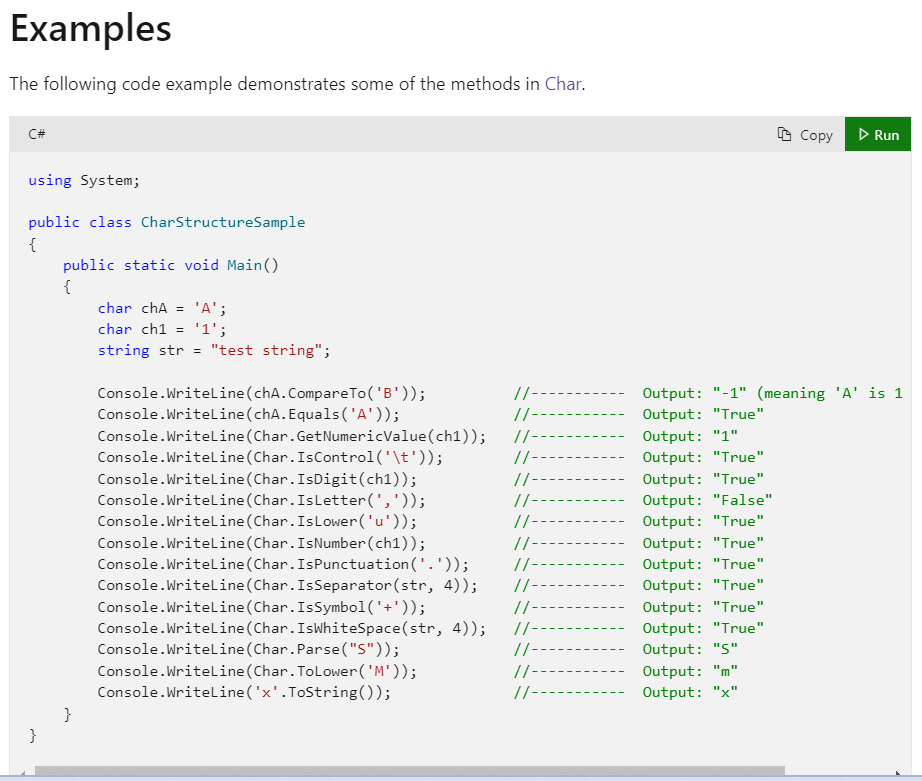 Examples
The following code example demonstrates some of the methods in Char.
C# Copy Run
using System;
public class CharStructureSample
{
    public static void Main()
    {
        char chA = 'A';
        char ch1 = '1';
        string str = "test string";
        Console.WriteLine(chA.CompareTo('B'));          //-----------  Output: "-1" (meaning 'A' is 1
        Console.WriteLine(chA.Equals('A'));             //-----------  Output: "True"
        Console.WriteLine(Char.GetNumericValue(ch1));   //-----------  Output: "1"
        Console.WriteLine(Char.IsControl('\t'));        //-----------  Output: "True"
        Console.WriteLine(Char.IsDigit(ch1));           //-----------  Output: "True"
        Console.WriteLine(Char.IsLetter(','));          //-----------  Output: "False"
        Console.WriteLine(Char.IsLower('u'));           //-----------  Output: "True"
        Console.WriteLine(Char.IsNumber(ch1));          //-----------  Output: "True"
        Console.WriteLine(Char.IsPunctuation('.'));     //-----------  Output: "True"
        Console.WriteLine(Char.IsSeparator(str, 4));    //-----------  Output: "True"
        Console.WriteLine(Char.IsSymbol('+'));          //-----------  Output: "True"
        Console.WriteLine(Char.IsWhiteSpace(str, 4));   //-----------  Output: "True"
        Console.WriteLine(Char.Parse("S"));             //-----------  Output: "S"
        Console.WriteLine(Char.ToLower('M'));           //-----------  Output: "m"
        Console.WriteLine('x'.ToString());              //-----------  Output: "x"
    }
}